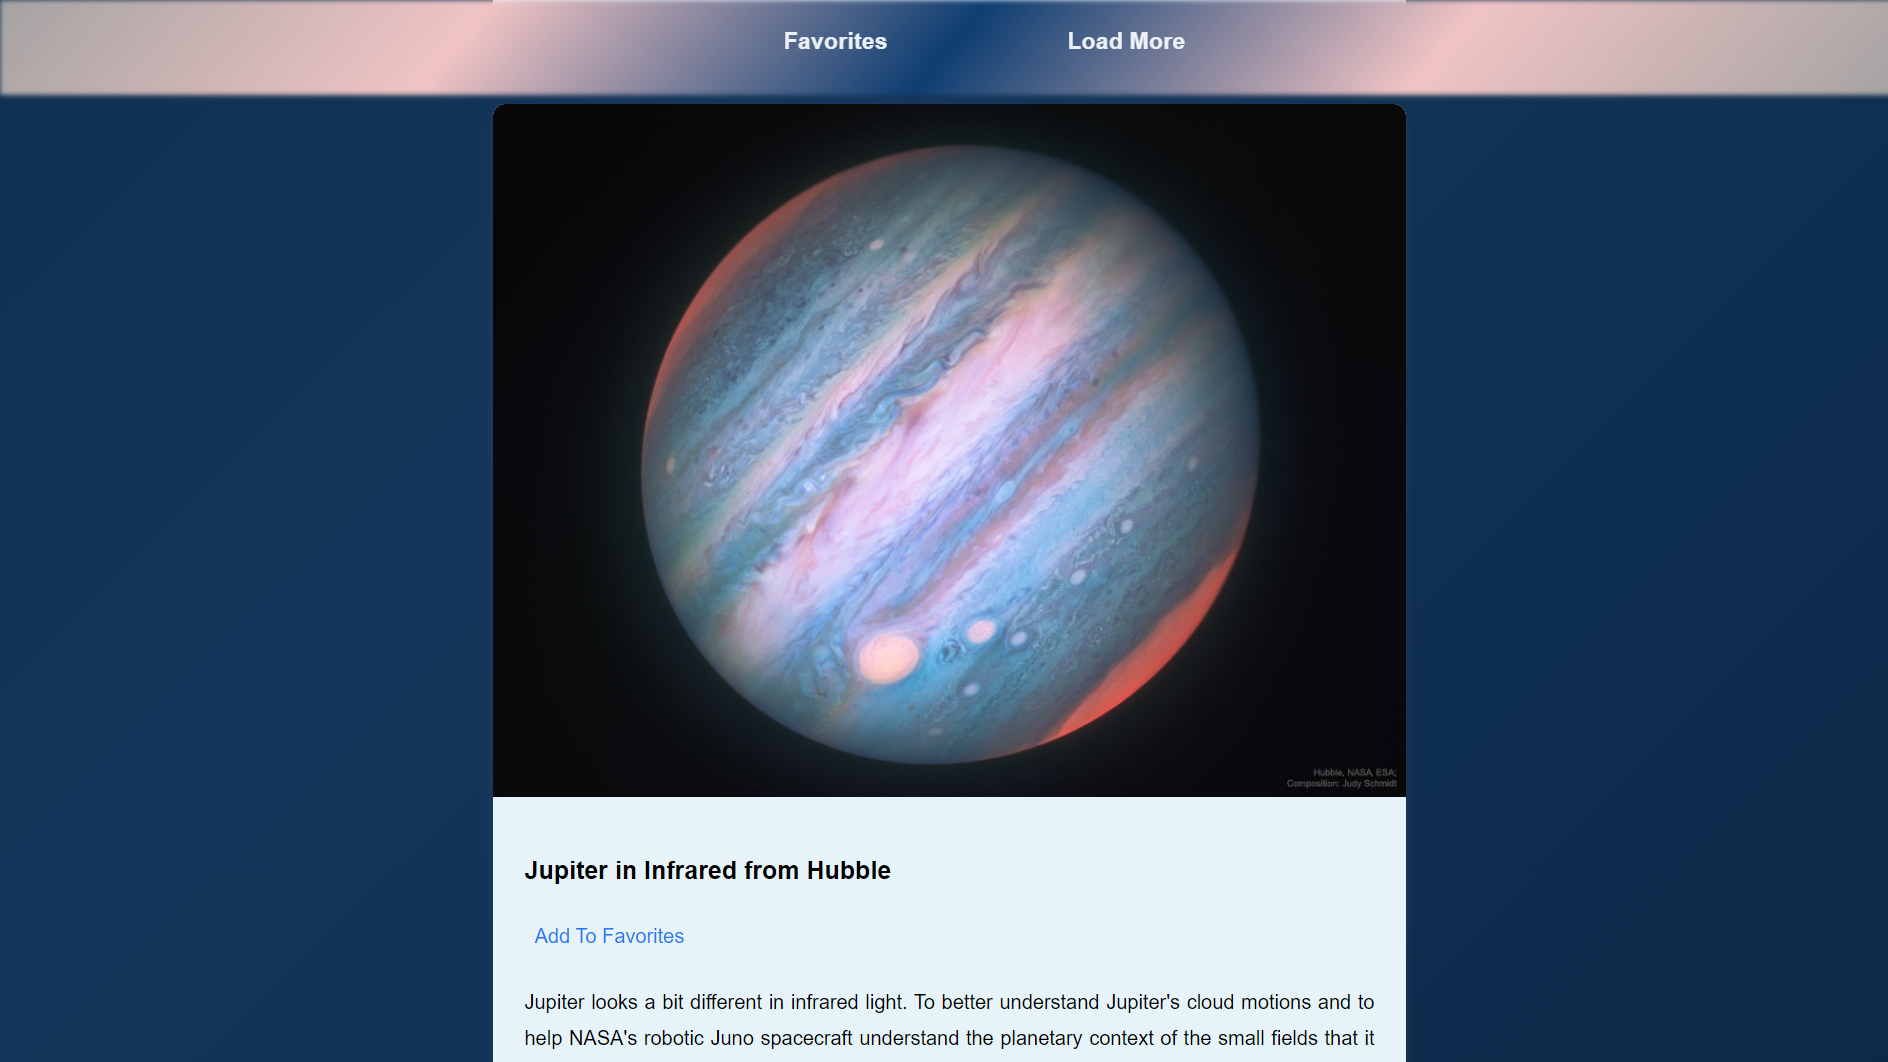 Favorites
Load More
Hubble, NASA, ESA;
Composition: Judy Schmidt
Jupiter in Infrared from Hubble
Add To Favorites
Jupiter looks a bit different in infrared light. To better understand Jupiter's cloud motions and to
help NASA's robotic Juno spacecraft understand the planetary context of the small fields that it